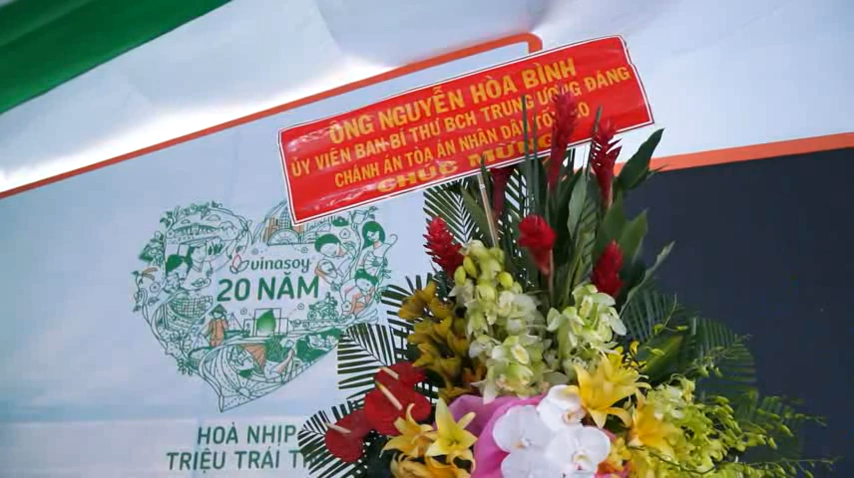 ÔNG NGUYỄN HÒA BÌNH
ỦY VIÊN BAN BÍ THƯ BCH TRUNG ƯƠNG ĐẢNG
CHÁNH ÁN TÒA ÁN NHÂN DÂN TỐI CAO
CHÚC MỪNG
vinasoy
20 NĂM
HOÀ NHỊP
TRIỆU TRÁI